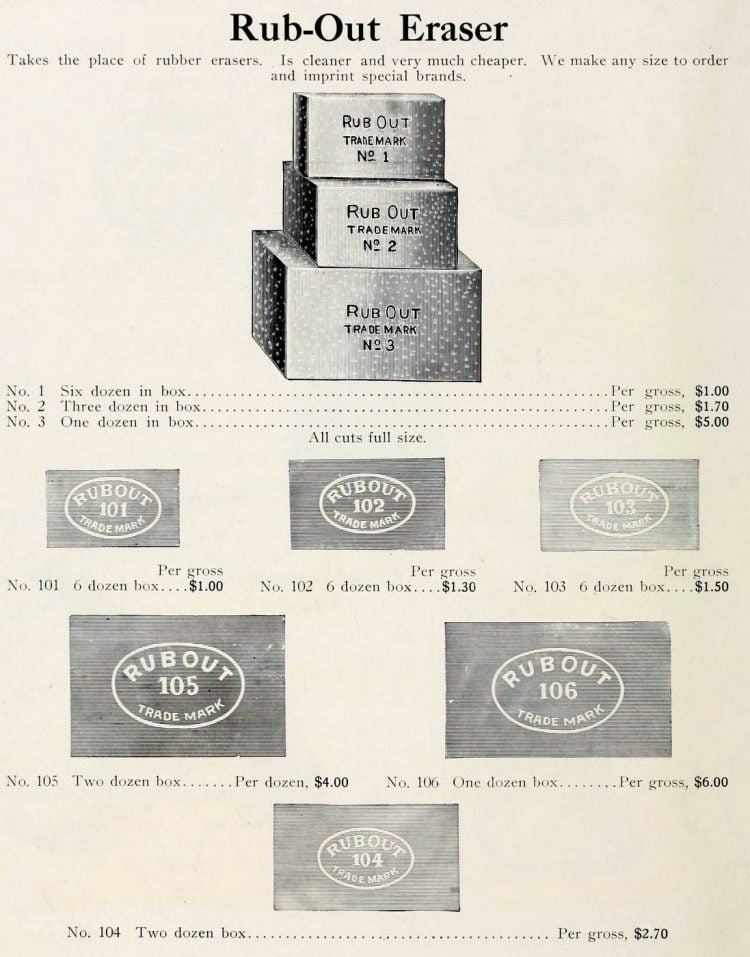 Rub-Out Eraser
Takes the place of rubber erasers. Is cleaner and very much cheaper. We make any size to order
and imprint special brands.
RUB OUT
TRADE MARK
Nº 1
RUB OUT
TRADE MARK
Nº 2
RUB OUT
TRADE MARK
Nº 3
No. 1 Six dozen in box........................................Per gross, $1.00
No. 2 Three dozen in box........................................Per gross, $1.70
No. 3 One dozen in box........................................Per gross, $5.00
All cuts full size.
RUBOUT
101
TRADE MARK
RUBOUT
102
TRADE MARK
RUBOUT
103
TRADE MARK
Per gross
No. 101 6 dozen box....$1.00
Per gross
No. 102 6 dozen box....$1.30
Per gross
No. 103 6 dozen box....$1.50
RUBOUT
105
TRADE MARK
RUBOUT
106
TRADE MARK
No. 105 Two dozen box.......Per dozen, $4.00
No. 106 One dozen box........Per gross, $6.00
RUBOUT
104
TRADE MARK
No. 104 Two dozen box.................................... Per gross, $2.70